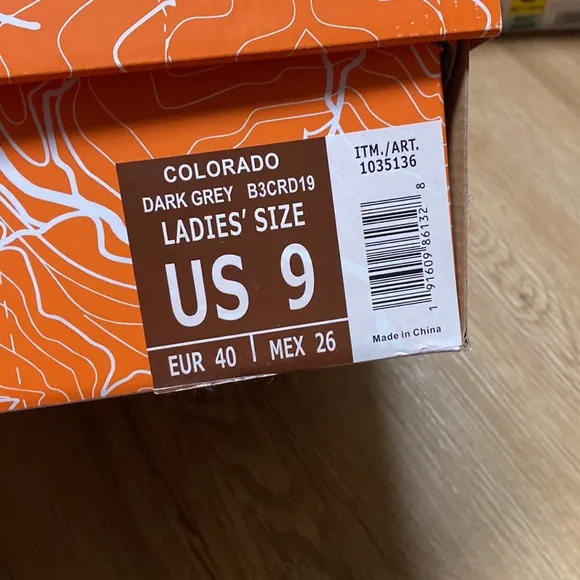 COLORADO
DARK GREY B3CRD19
LADIES' SIZE
US 9
EUR 40 | MEX 26
ITM./ART.
1035136
1 91609 86132 8
Made in China